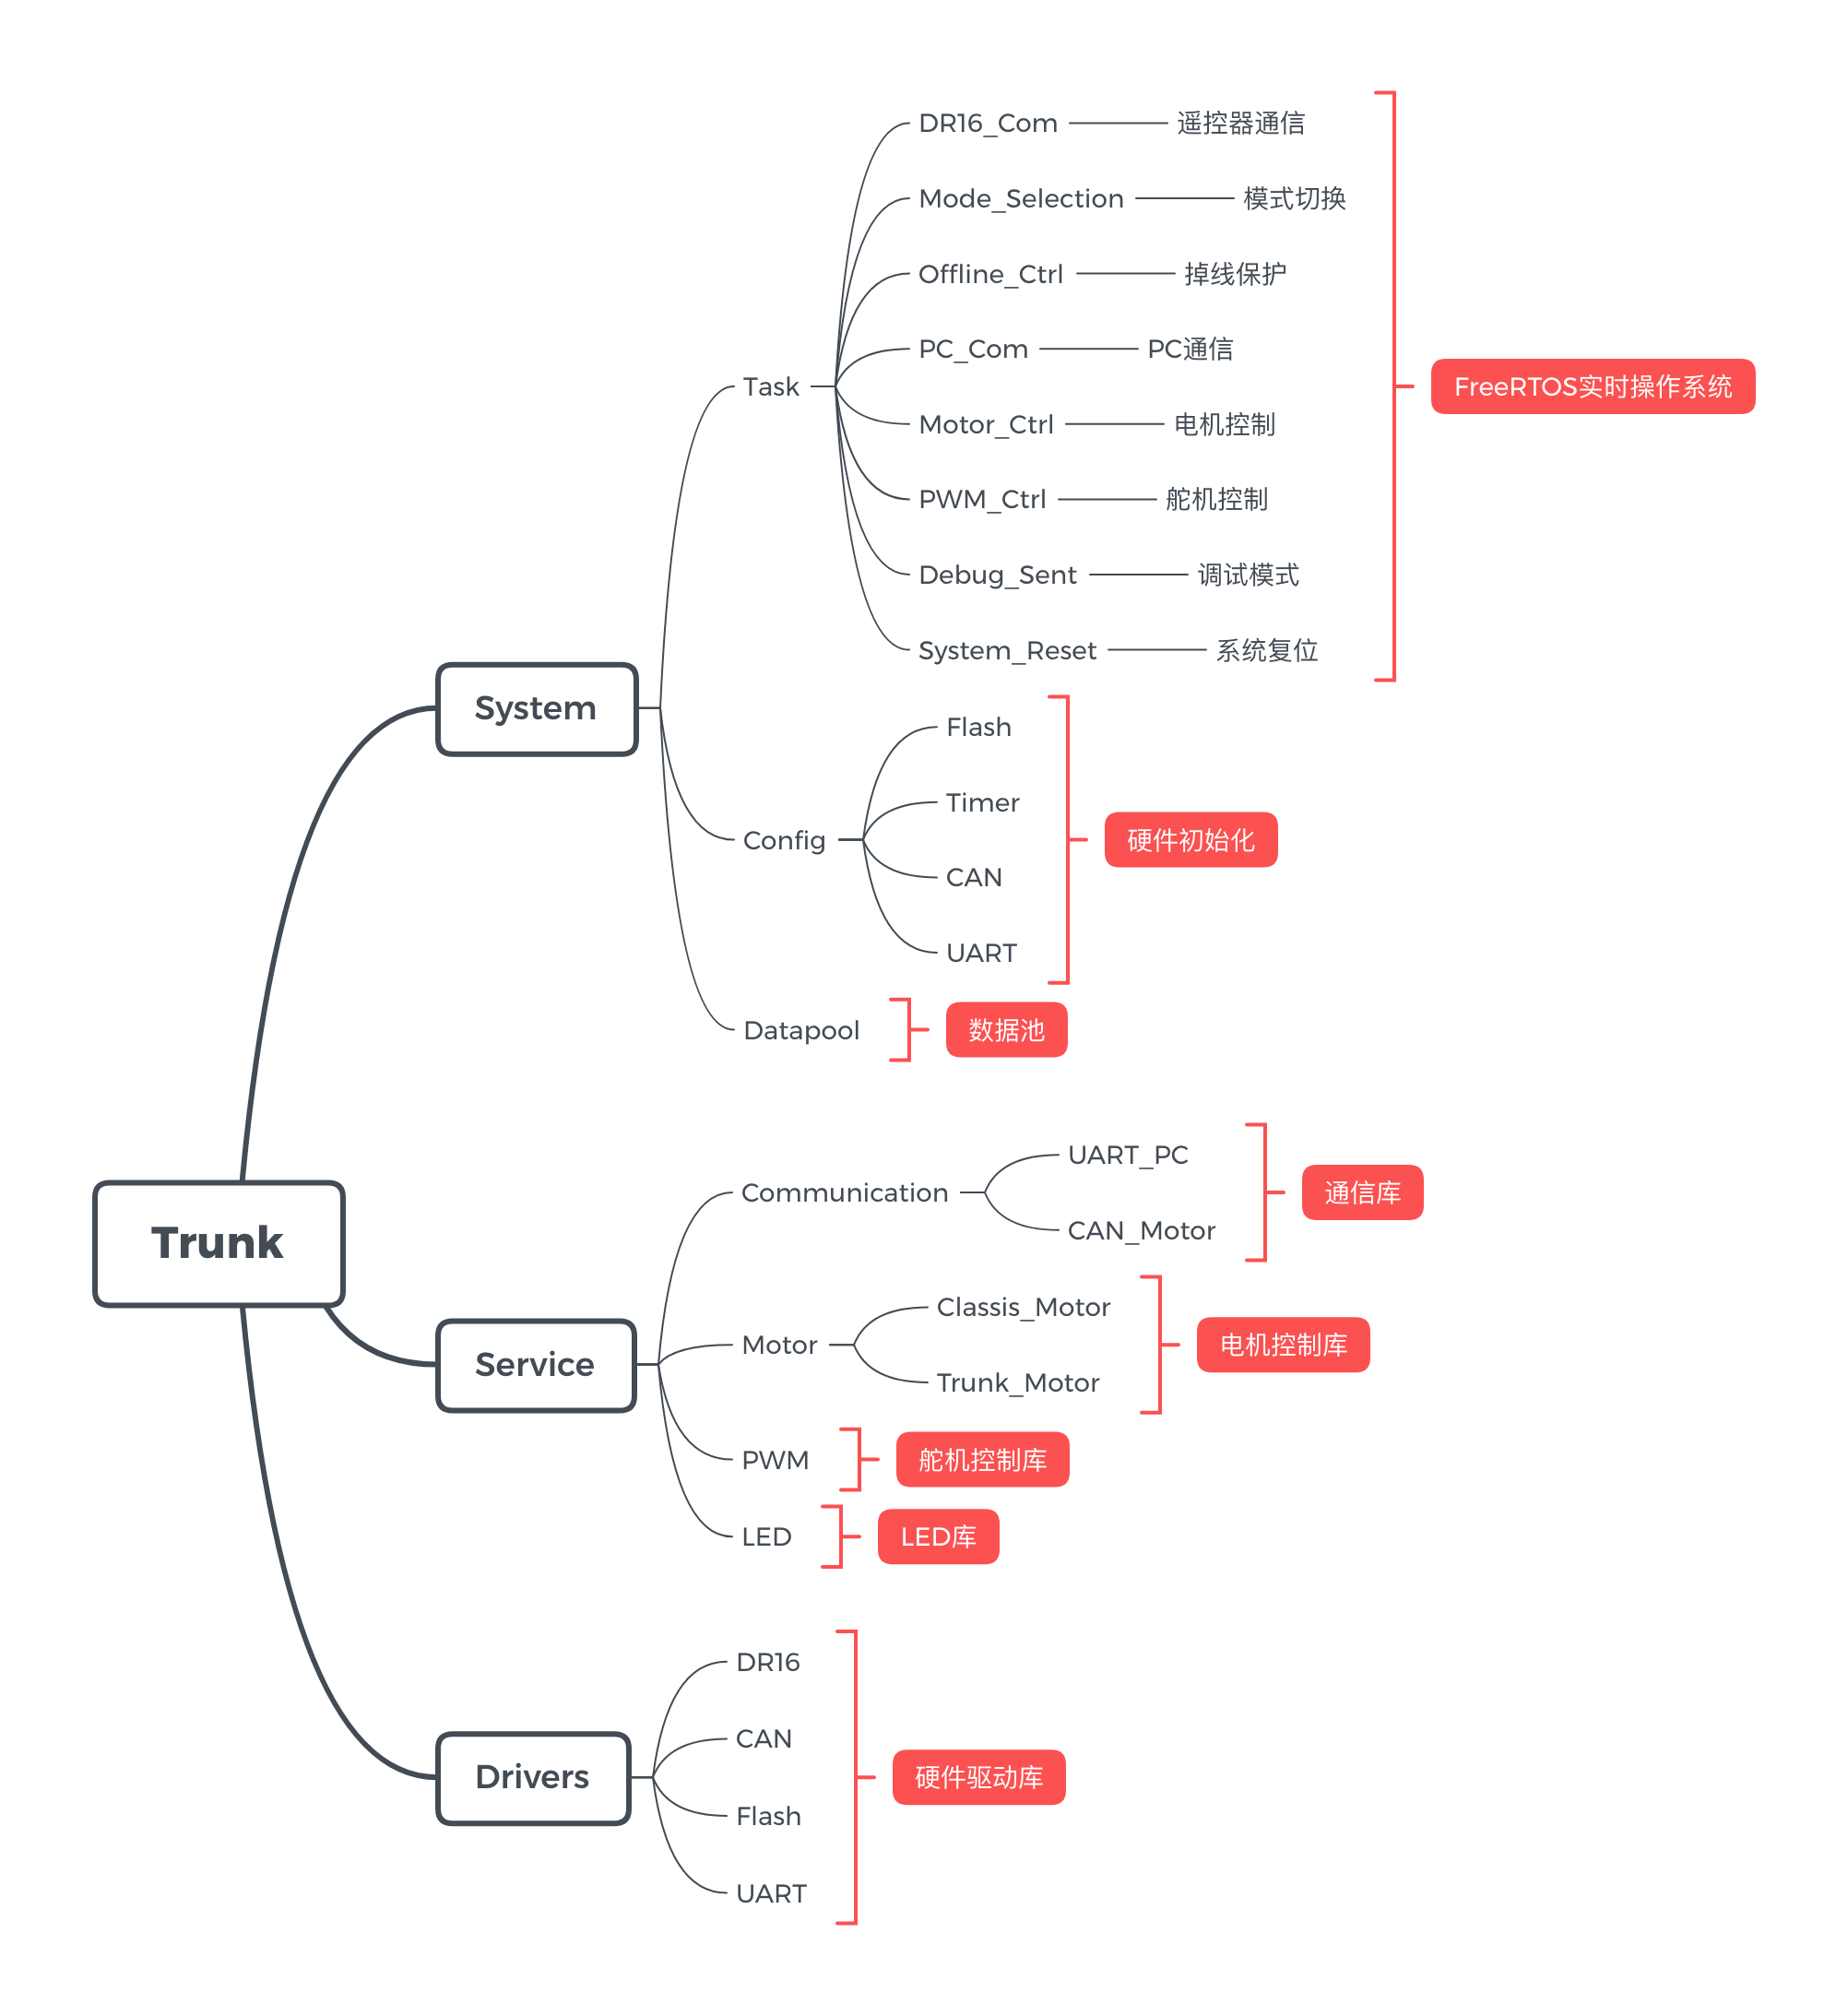 DR16_Com 遥控器通信
Mode_Selection 模式切换
Offline_Ctrl 掉线保护
PC_Com PC通信
Task
FreeRTOS实时操作系统
Motor_Ctrl 电机控制
PWM_Ctrl 舵机控制
Debug_Sent 调试模式
System_Reset 系统复位
System
Flash
Timer
Config
硬件初始化
CAN
UART
Datapool 数据池
Trunk
UART_PC
Communication
通信库
CAN_Motor
Service
Classis_Motor
Motor
电机控制库
Trunk_Motor
PWM 舵机控制库
LED LED库
Drivers
DR16
CAN
硬件驱动库
Flash
UART